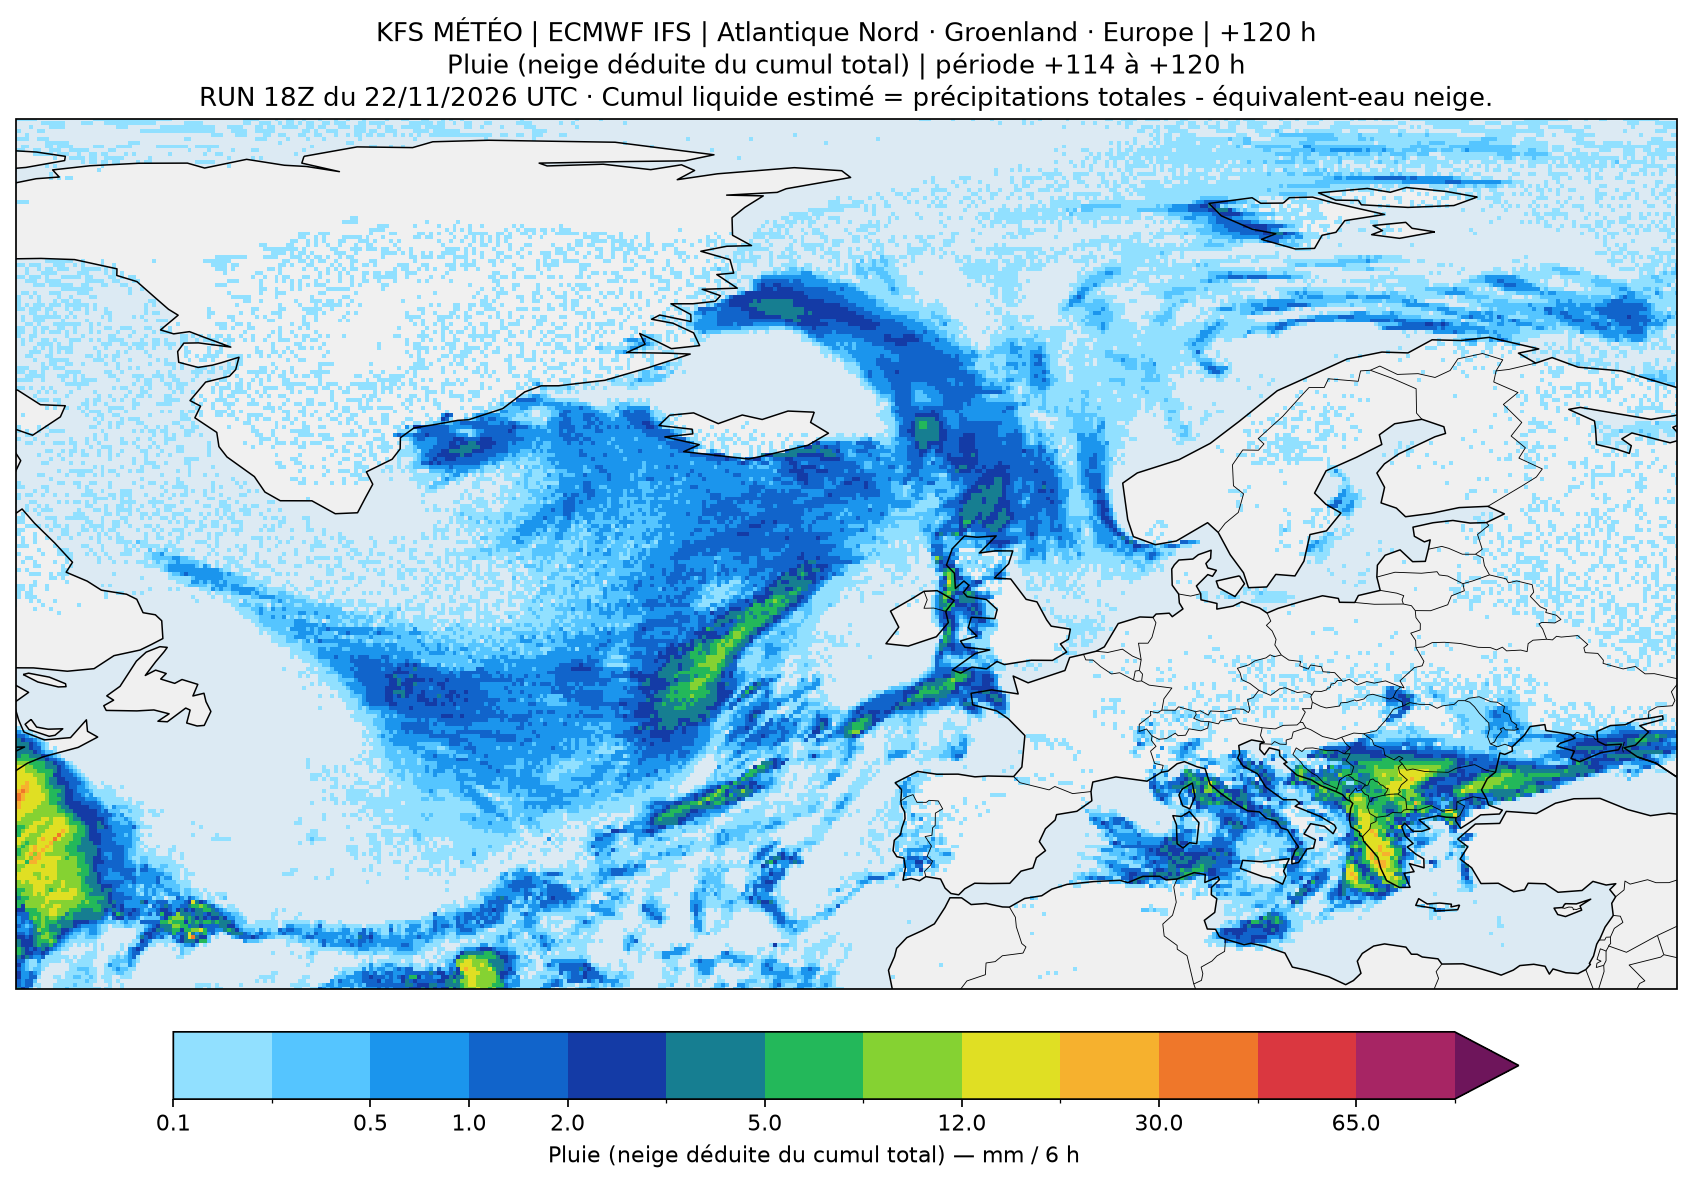 KFS MÉTÉO | ECMWF IFS | Atlantique Nord · Groenland · Europe | +120 h
Pluie (neige déduite du cumul total) | période +114 à +120 h
RUN 18Z du 22/11/2026 UTC · Cumul liquide estimé = précipitations totales - équivalent-eau neige.
0.1 0.5 1.0 2.0 5.0 12.0 30.0 65.0
Pluie (neige déduite du cumul total) — mm / 6 h